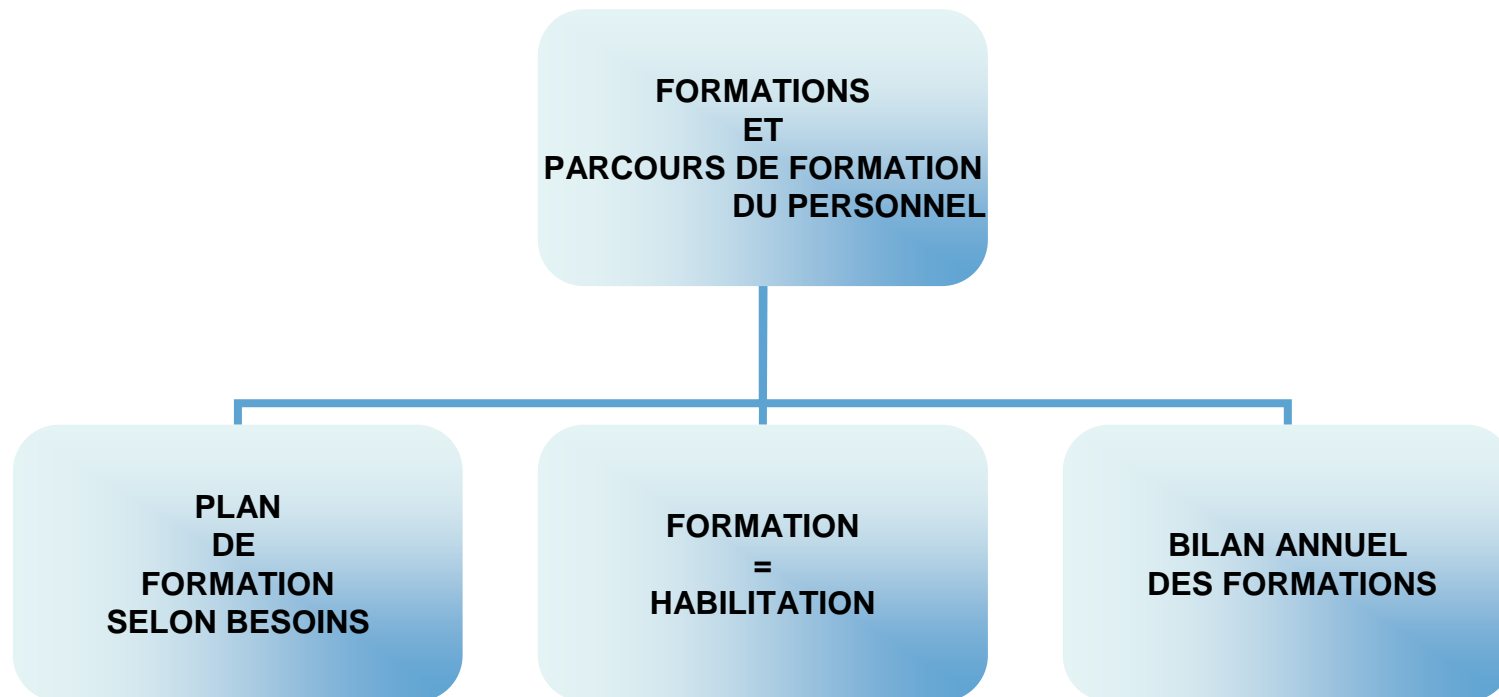 FORMATIONS
ET
PARCOURS DE FORMATION
DU PERSONNEL
PLAN
DE
FORMATION
SELON BESOINS
FORMATION
=
HABILITATION
BILAN ANNUEL
DES FORMATIONS